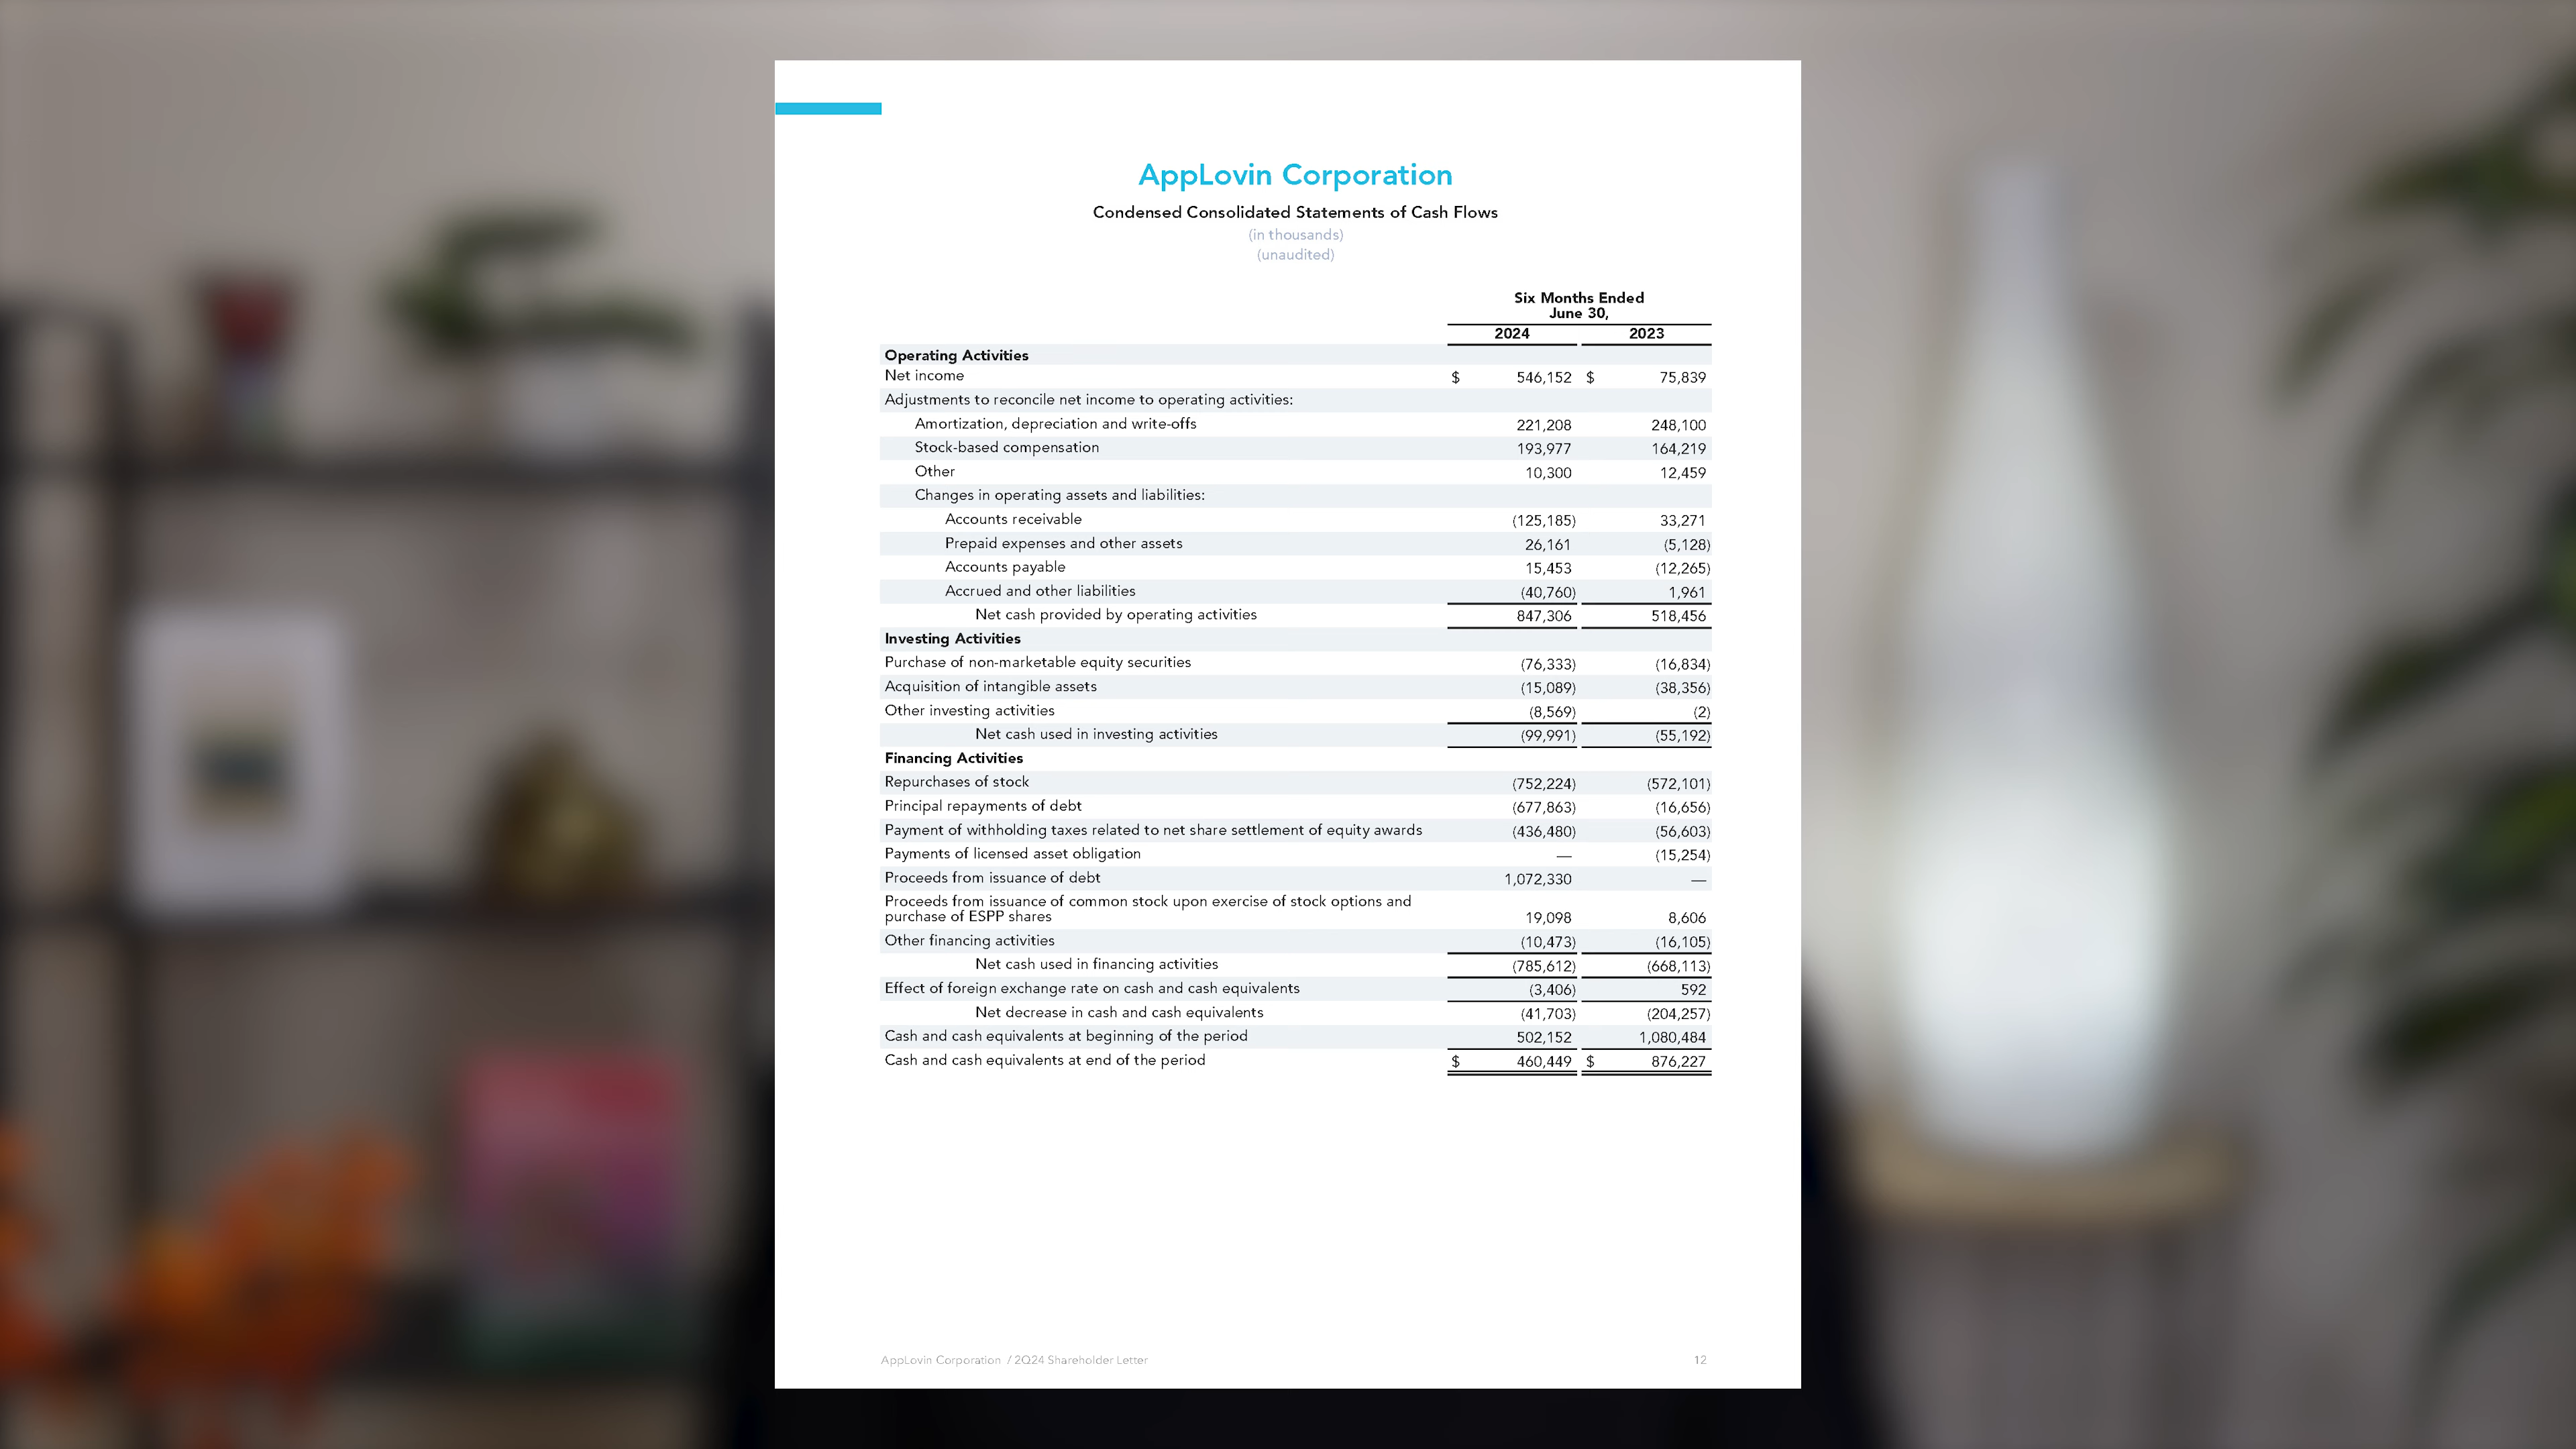 AppLovin Corporation
Condensed Consolidated Statements of Cash Flows
(in thousands)
(unaudited)
Six Months Ended
June 30,
2024 2023
Operating Activities
Net income $ 546,152 $ 75,839
Adjustments to reconcile net income to operating activities:
Amortization, depreciation and write-offs 221,208 248,100
Stock-based compensation 193,977 164,219
Other 10,300 12,459
Changes in operating assets and liabilities:
Accounts receivable (125,185) 33,271
Prepaid expenses and other assets 26,161 (5,128)
Accounts payable 15,453 (12,265)
Accrued and other liabilities (40,760) 1,961
Net cash provided by operating activities 847,306 518,456
Investing Activities
Purchase of non-marketable equity securities (76,333) (16,834)
Acquisition of intangible assets (15,089) (38,356)
Other investing activities (8,569) (2)
Net cash used in investing activities (99,991) (55,192)
Financing Activities
Repurchases of stock (752,224) (572,101)
Principal repayments of debt (677,863) (16,656)
Payment of withholding taxes related to net share settlement of equity awards (436,480) (56,603)
Payments of licensed asset obligation — (15,254)
Proceeds from issuance of debt 1,072,330 —
Proceeds from issuance of common stock upon exercise of stock options and
purchase of ESPP shares 19,098 8,606
Other financing activities (10,473) (16,105)
Net cash used in financing activities (785,612) (668,113)
Effect of foreign exchange rate on cash and cash equivalents (3,406) 592
Net decrease in cash and cash equivalents (41,703) (204,257)
Cash and cash equivalents at beginning of the period 502,152 1,080,484
Cash and cash equivalents at end of the period $ 460,449 $ 876,227
AppLovin Corporation / 2Q24 Shareholder Letter 12